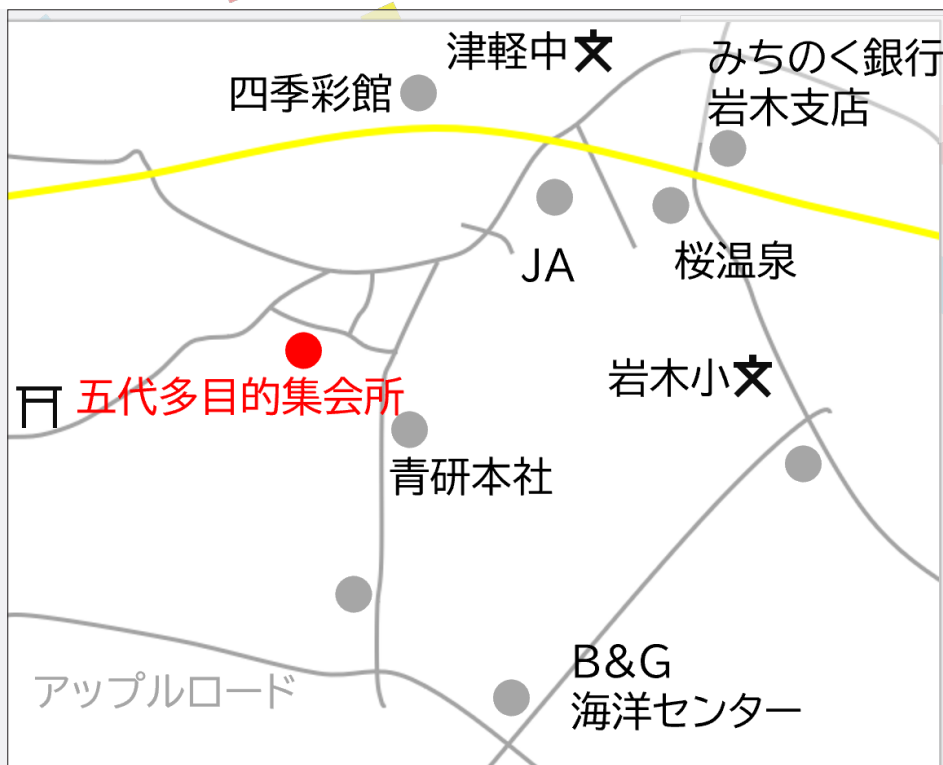 津軽中
みちのく銀行
岩木支店
四季彩館
JA
桜温泉
岩木小
五代多目的集会所
青研本社
アップルロード
B&G
海洋センター